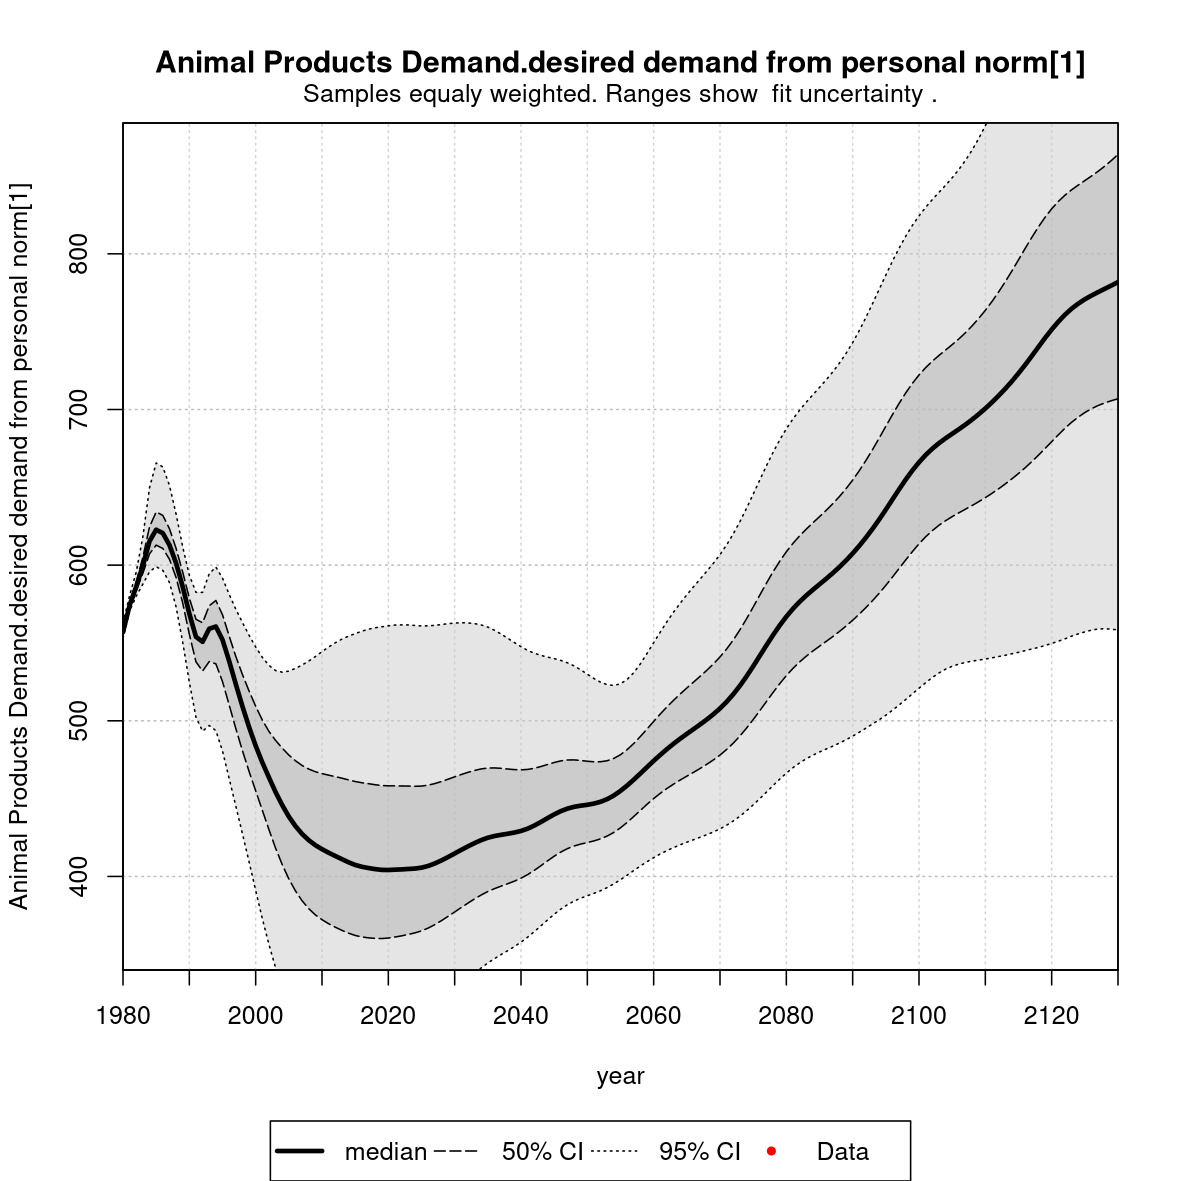 Animal Products Demand.desired demand from personal norm[1]
Samples equaly weighted. Ranges show  fit uncertainty .
Animal Products Demand.desired demand from personal norm[1]
800
700
600
500
400
1980 2000 2020 2040 2060 2080 2100 2120
year
median 50% CI 95% CI Data